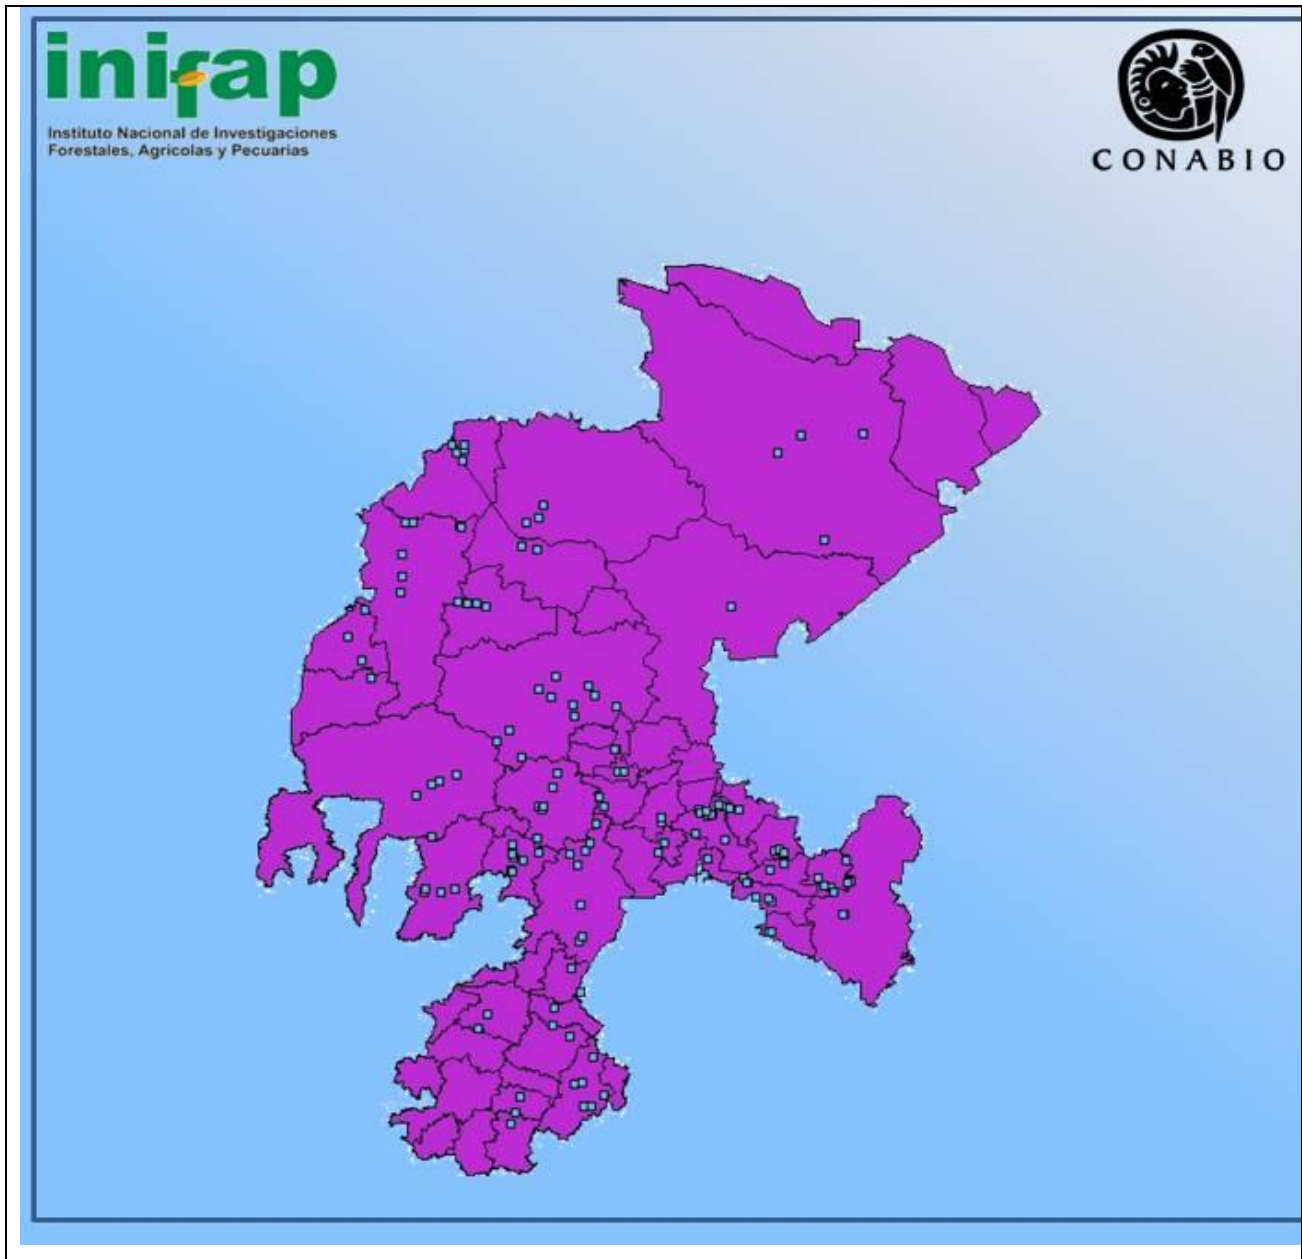 inifap
Instituto Nacional de Investigaciones
Forestales, Agrícolas y Pecuarias
CONABIO